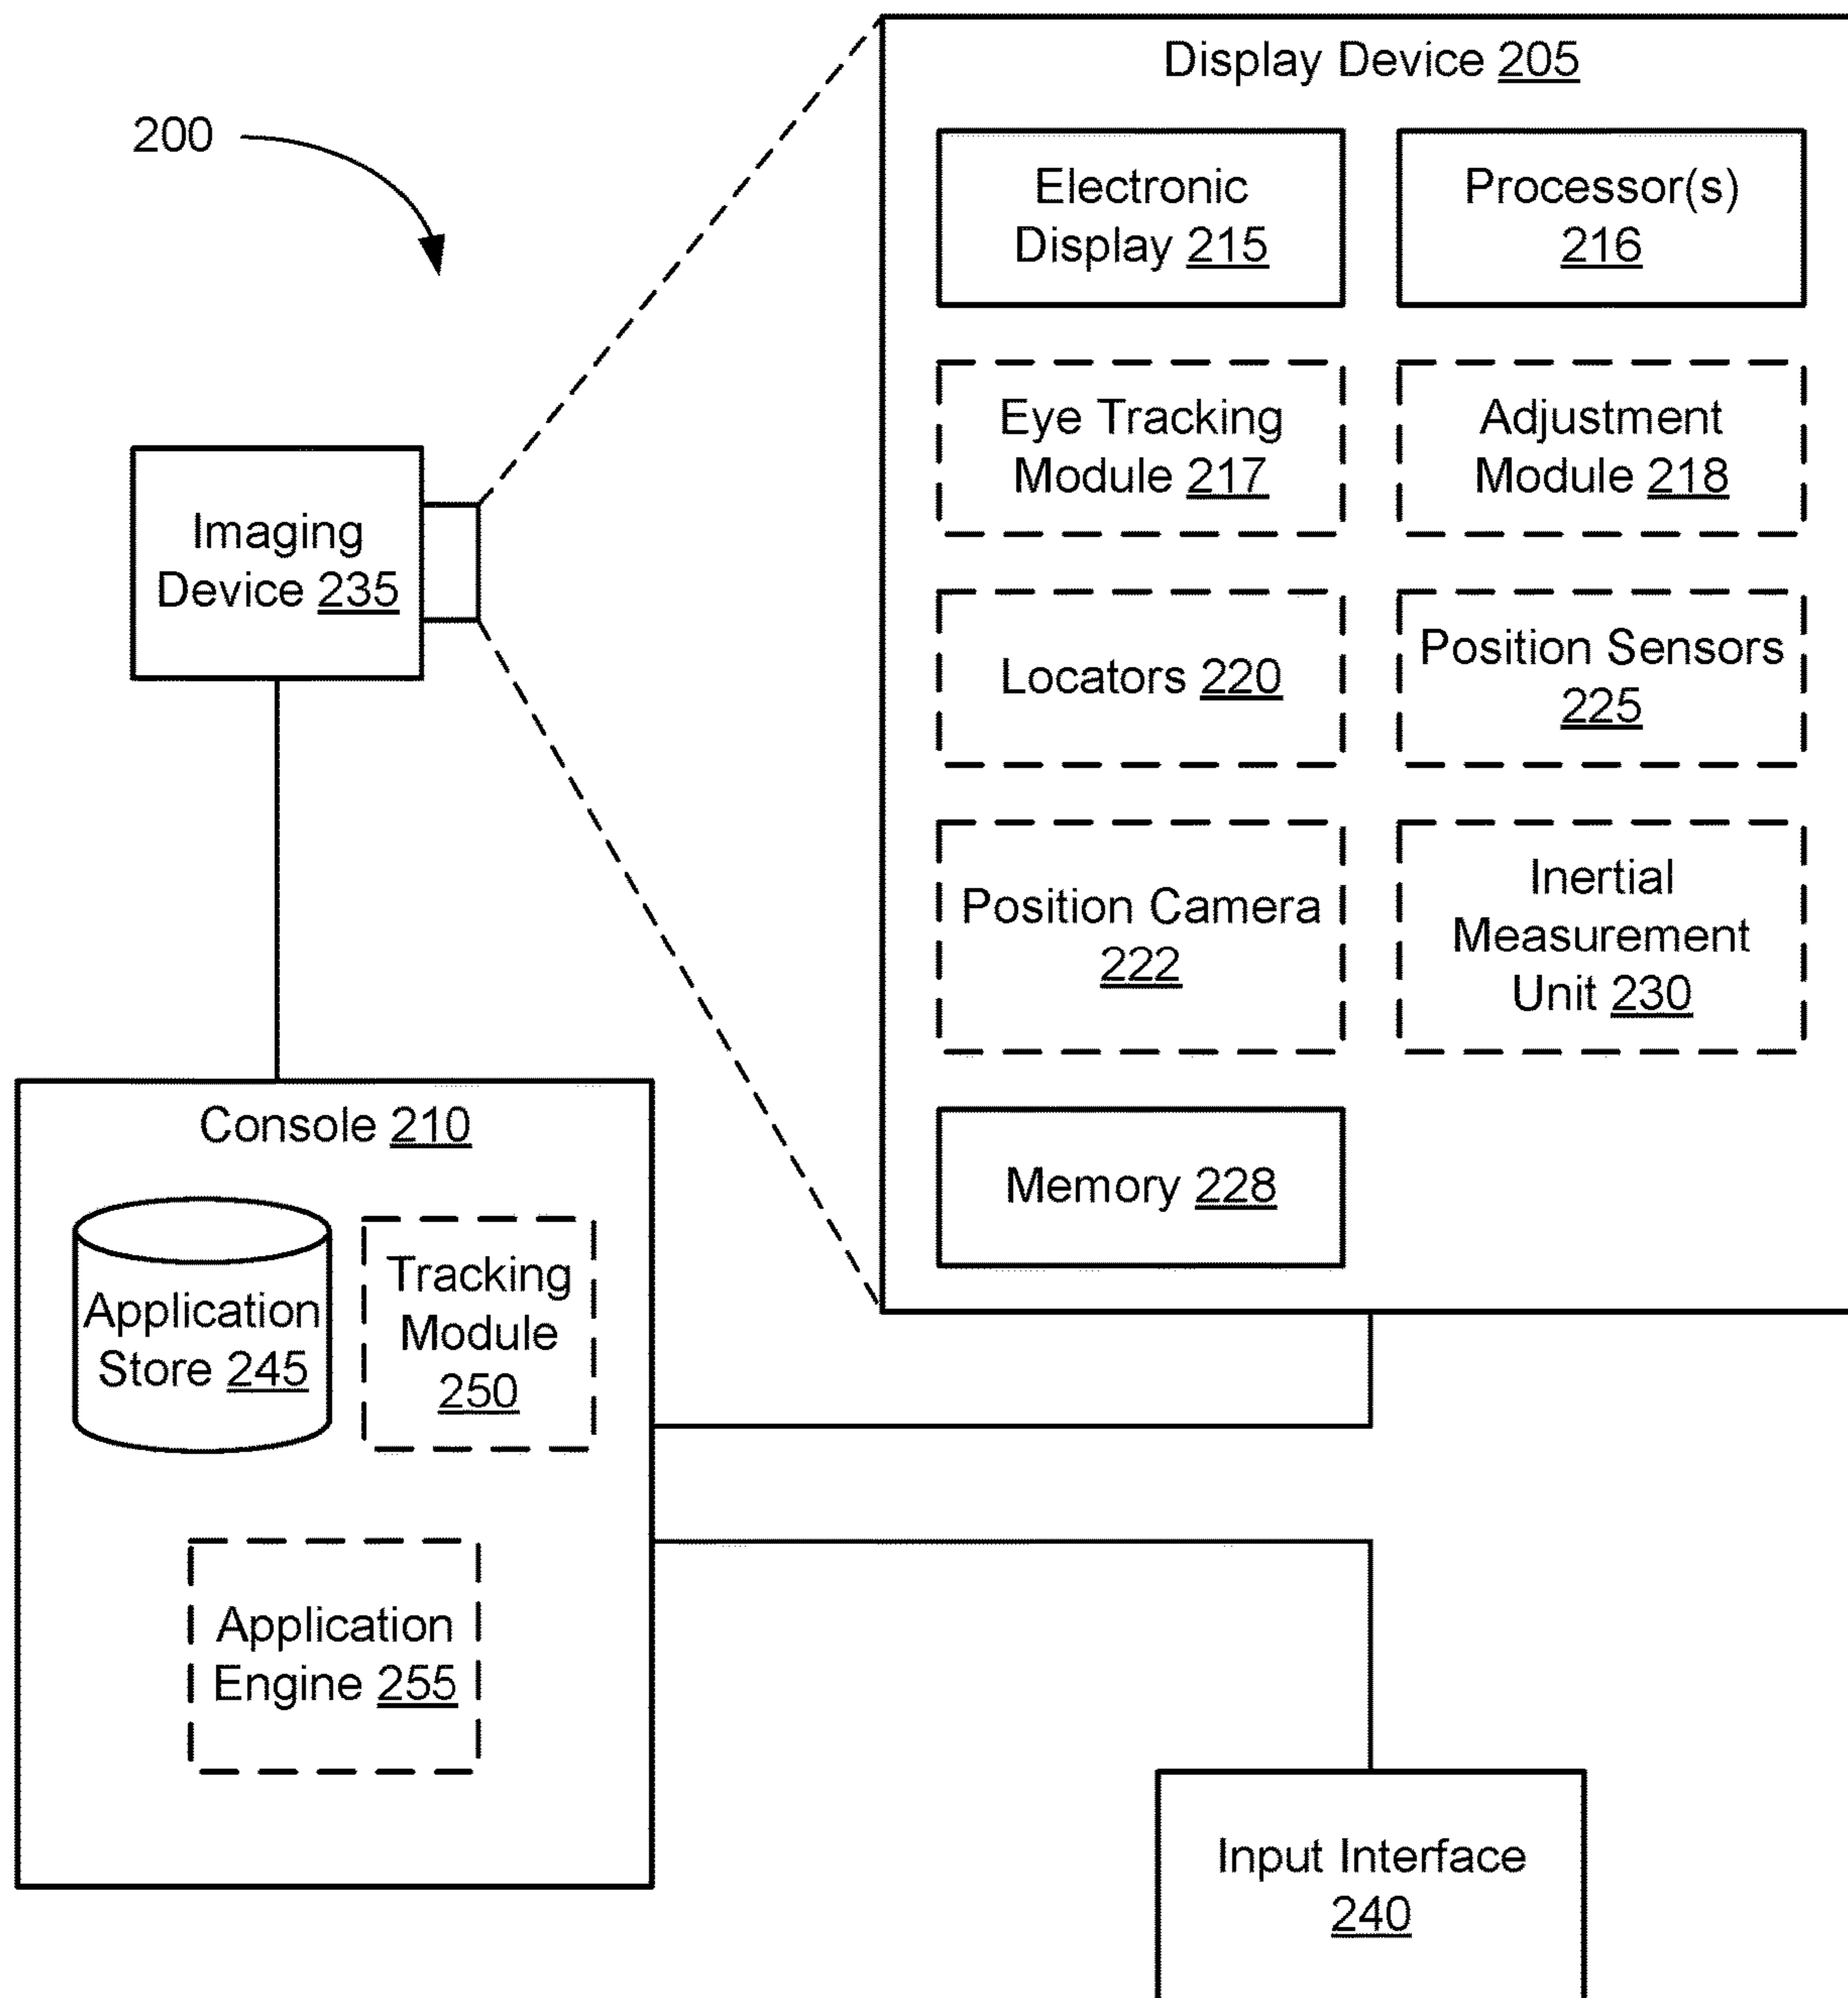 200
Display Device 205
Electronic
Display 215
Processor(s)
216
Eye Tracking
Module 217
Adjustment
Module 218
Imaging
Device 235
Locators 220
Position Sensors
225
Position Camera
222
Inertial
Measurement
Unit 230
Memory 228
Console 210
Application
Store 245
Tracking
Module
250
Application
Engine 255
Input Interface
240